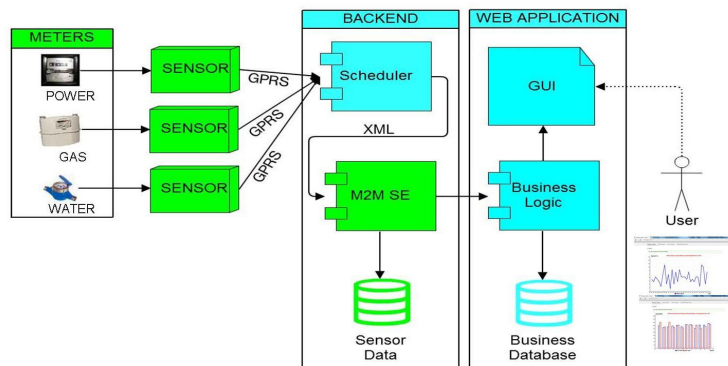 METERS
POWER
GAS
WATER
SENSOR
SENSOR
SENSOR
GPRS
GPRS
GPRS
BACKEND
Scheduler
XML
M2M SE
Sensor
Data
WEB APPLICATION
GUI
Business
Logic
Business
Database
User